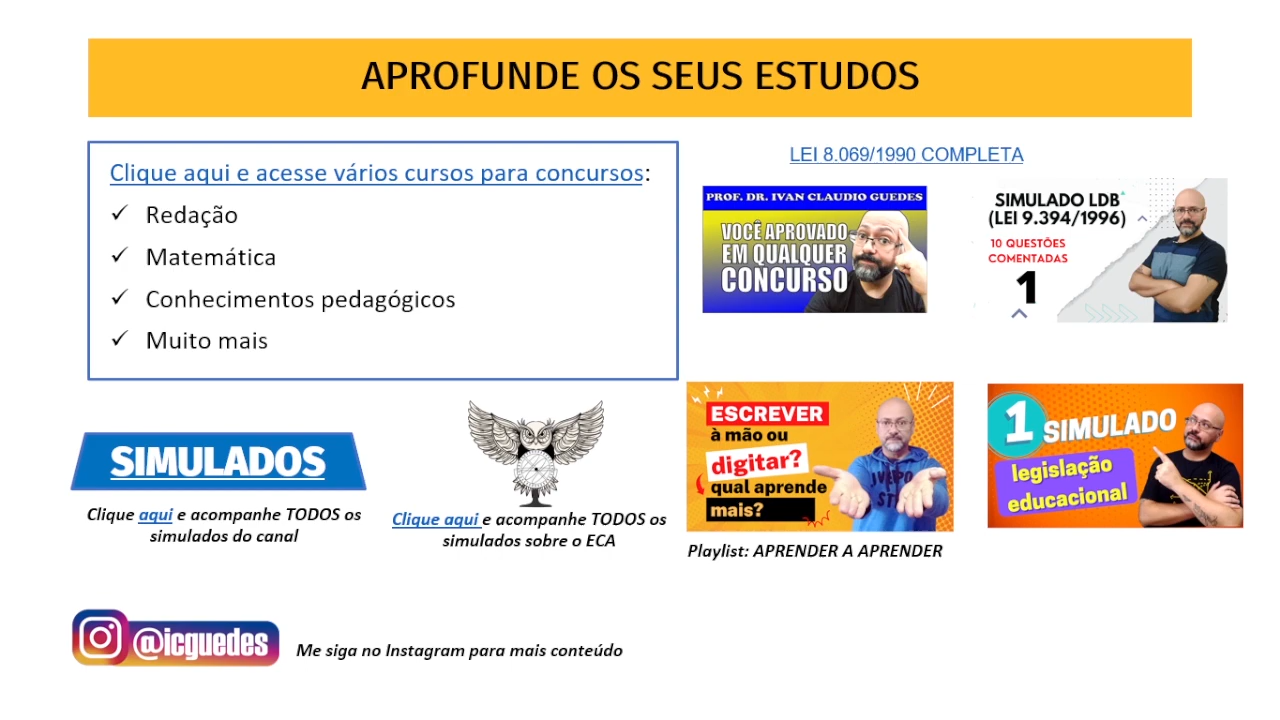 APROFUNDE OS SEUS ESTUDOS
Clique aqui e acesse vários cursos para concursos:
✓ Redação
✓ Matemática
✓ Conhecimentos pedagógicos
✓ Muito mais
LEI 8.069/1990 COMPLETA
PROF. DR. IVAN CLAUDIO GUEDES
VOCÊ APROVADO
EM QUALQUER
CONCURSO
SIMULADO LDB
(LEI 9.394/1996)
10 QUESTÕES
COMENTADAS
1
SIMULADOS
Clique aqui e acompanhe TODOS os
simulados do canal
Clique aqui e acompanhe TODOS os
simulados sobre o ECA
ESCREVER
à mão ou
digitar?
qual aprende
mais?
Playlist: APRENDER A APRENDER
1 SIMULADO
legislação
educacional
@icguedes
Me siga no Instagram para mais conteúdo